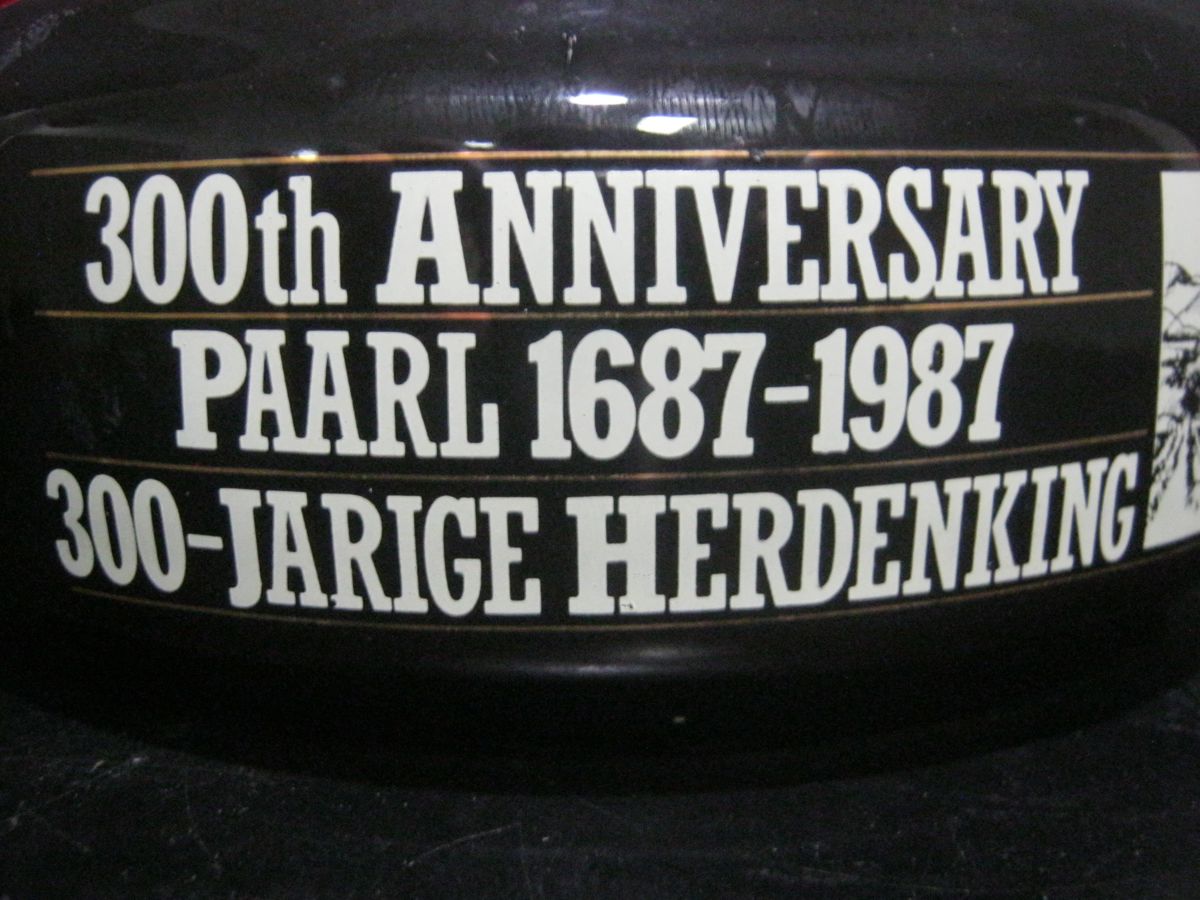 300th ANNIVERSARY
PAARL 1687-1987
300-JARIGE HERDENKING